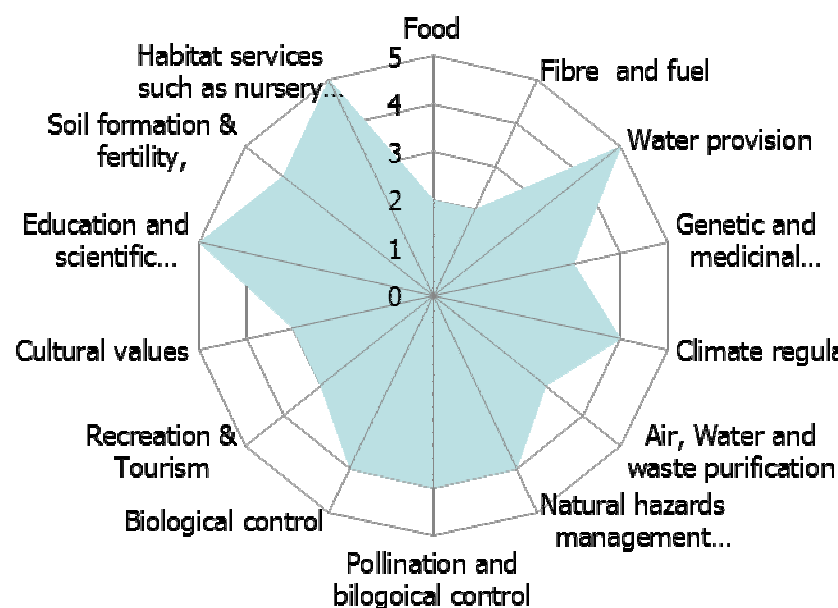 Food
Fibre and fuel
Water provision
Genetic and
medicinal...
Climate regula
Air, Water and
waste purification
Natural hazards
management...
Pollination and
bilogoical control
Biological control
Recreation &
Tourism
Cultural values
Education and
scientific...
Soil formation &
fertility,
Habitat services
such as nursery...
5
4
3
2
1
0